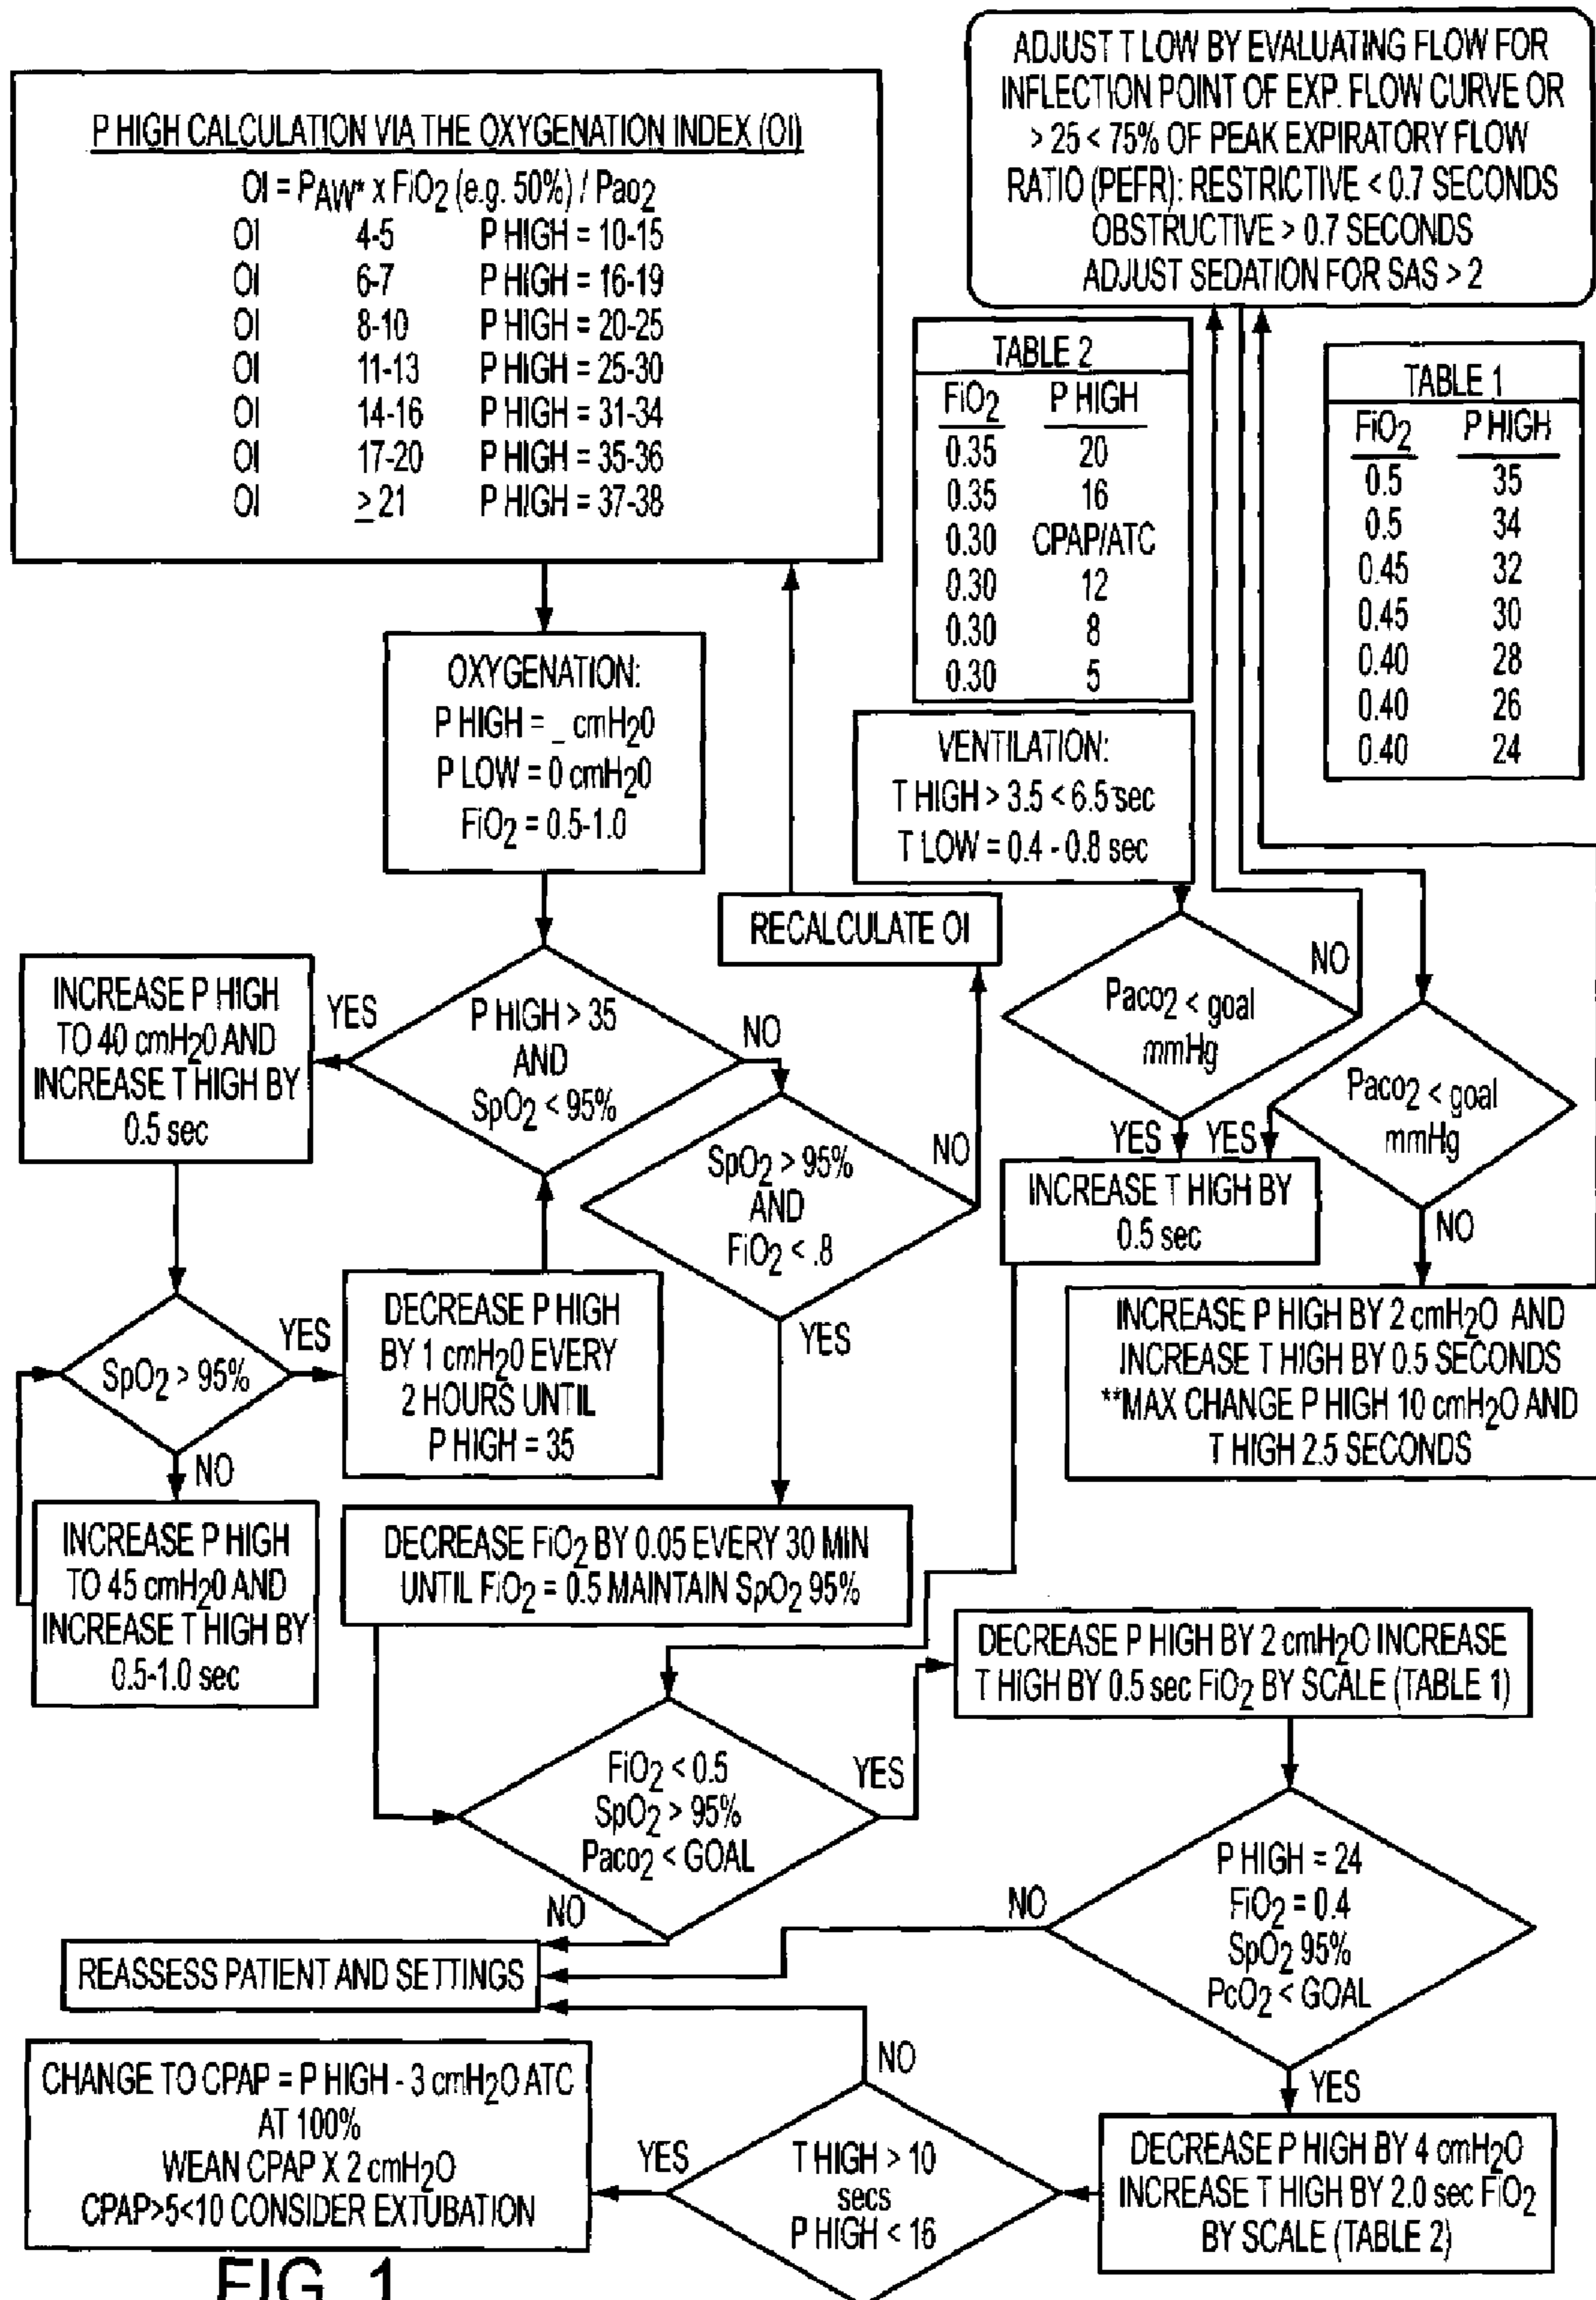 P HIGH CALCULATION VIA THE OXYGENATION INDEX (OI)
OI = PAW* x FiO2 (e.g. 50%) / Pao2
OI 4-5 P HIGH = 10-15
OI 6-7 P HIGH = 16-19
OI 8-10 P HIGH = 20-25
OI 11-13 P HIGH = 25-30
OI 14-16 P HIGH = 31-34
OI 17-20 P HIGH = 35-36
OI ≥ 21 P HIGH = 37-38
ADJUST T LOW BY EVALUATING FLOW FOR
INFLECTION POINT OF EXP. FLOW CURVE OR
> 25 < 75% OF PEAK EXPIRATORY FLOW
RATIO (PEFR): RESTRICTIVE < 0.7 SECONDS
OBSTRUCTIVE > 0.7 SECONDS
ADJUST SEDATION FOR SAS > 2
TABLE 2
FiO2 P HIGH
0.35 20
0.35 16
0.30 CPAP/ATC
0.30 12
0.30 8
0.30 5
TABLE 1
FiO2 P HIGH
0.5 35
0.5 34
0.45 32
0.45 30
0.40 28
0.40 26
0.40 24
OXYGENATION:
P HIGH = _ cmH20
P LOW = 0 cmH20
FiO2 = 0.5-1.0
VENTILATION:
T HIGH > 3.5 < 6.5 sec
T LOW = 0.4 - 0.8 sec
RECALCULATE OI
INCREASE P HIGH
TO 40 cmH20 AND
INCREASE T HIGH BY
0.5 sec
YES
P HIGH > 35
AND
SpO2 < 95%
NO
SpO2 > 95%
AND
FiO2 < .8
NO
YES
Paco2 < goal
mmHg
NO
YES
Paco2 < goal
mmHg
YES
NO
INCREASE T HIGH BY
0.5 sec
INCREASE P HIGH BY 2 cmH2O AND
INCREASE T HIGH BY 0.5 SECONDS
**MAX CHANGE P HIGH 10 cmH2O AND
T HIGH 2.5 SECONDS
SpO2 > 95%
YES
NO
DECREASE P HIGH
BY 1 cmH20 EVERY
2 HOURS UNTIL
P HIGH = 35
INCREASE P HIGH
TO 45 cmH20 AND
INCREASE T HIGH BY
0.5-1.0 sec
DECREASE FiO2 BY 0.05 EVERY 30 MIN
UNTIL FiO2 = 0.5 MAINTAIN SpO2 95%
DECREASE P HIGH BY 2 cmH2O INCREASE
T HIGH BY 0.5 sec FiO2 BY SCALE (TABLE 1)
FiO2 < 0.5
SpO2 > 95%
Paco2 < GOAL
YES
NO
P HIGH = 24
FiO2 = 0.4
SpO2 95%
PcO2 < GOAL
NO
YES
REASSESS PATIENT AND SETTINGS
CHANGE TO CPAP = P HIGH - 3 cmH2O ATC
AT 100%
WEAN CPAP X 2 cmH2O
CPAP>5<10 CONSIDER EXTUBATION
YES
NO
T HIGH > 10
secs
P HIGH < 16
DECREASE P HIGH BY 4 cmH2O
INCREASE T HIGH BY 2.0 sec FiO2
BY SCALE (TABLE 2)
FIG. 1